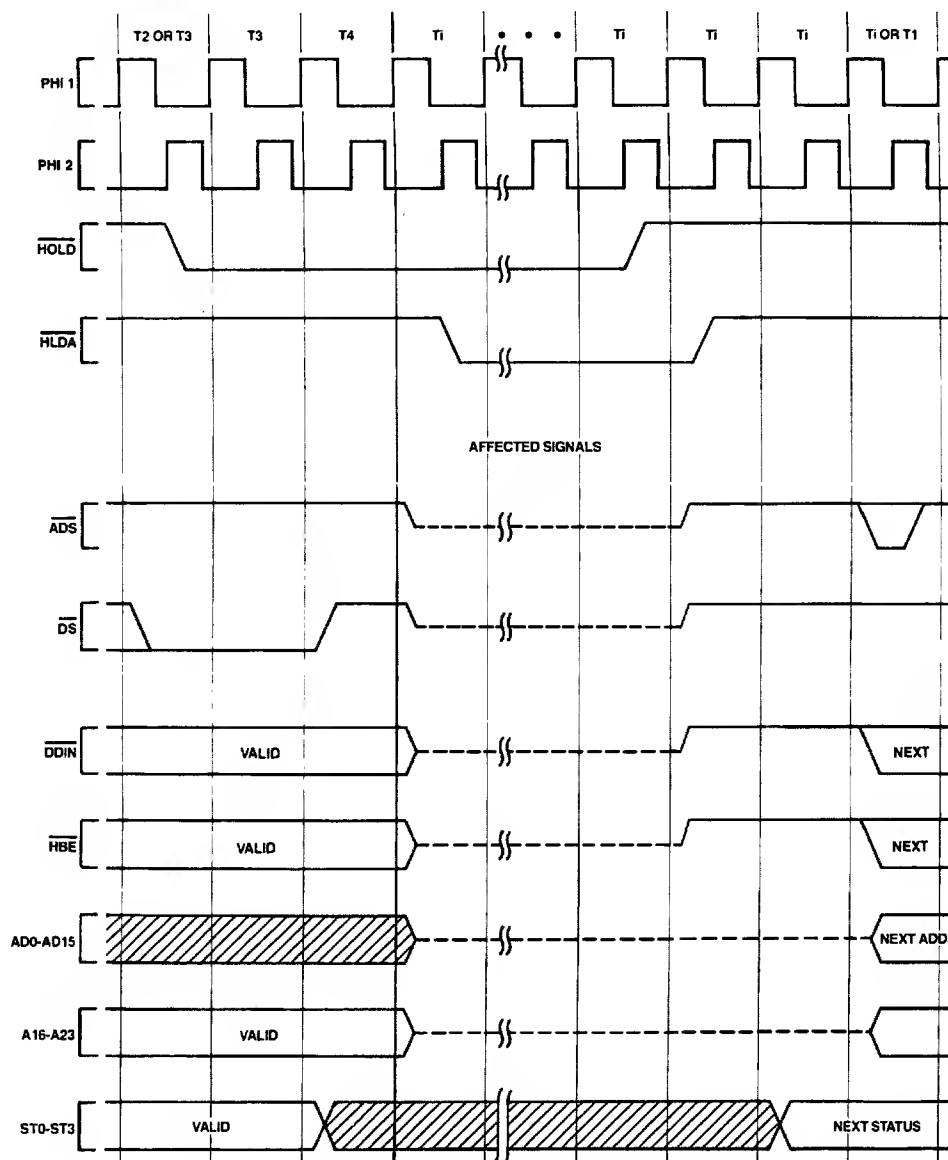 T2 OR T3 T3 T4 Ti • • • Ti Ti Ti Ti OR T1
PHI 1
PHI 2
HOLD
HLDA
AFFECTED SIGNALS
ADS
DS
DDIN VALID NEXT
HBE VALID NEXT
AD0-AD15 NEXT ADD
A16-A23 VALID
ST0-ST3 VALID NEXT STATUS